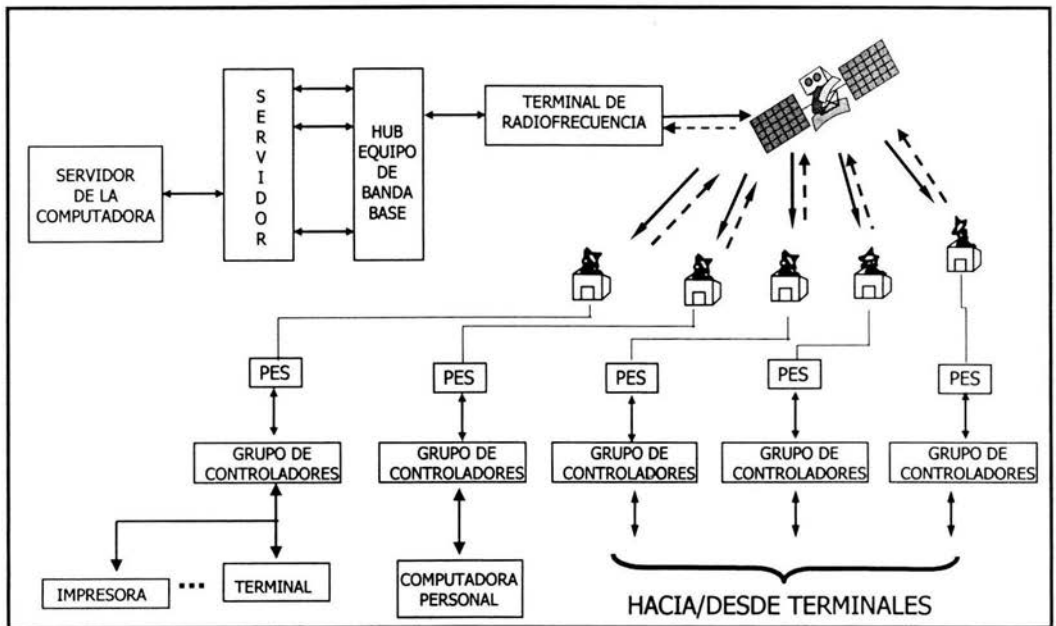 SERVIDOR
DE LA
COMPUTADORA
SERVIDOR
HUB
EQUIPO
DE
BANDA
BASE
TERMINAL DE
RADIOFRECUENCIA
PES
PES
PES
PES
PES
GRUPO DE
CONTROLADORES
GRUPO DE
CONTROLADORES
GRUPO DE
CONTROLADORES
GRUPO DE
CONTROLADORES
GRUPO DE
CONTROLADORES
IMPRESORA
...
TERMINAL
COMPUTADORA
PERSONAL
HACIA/DESDE TERMINALES